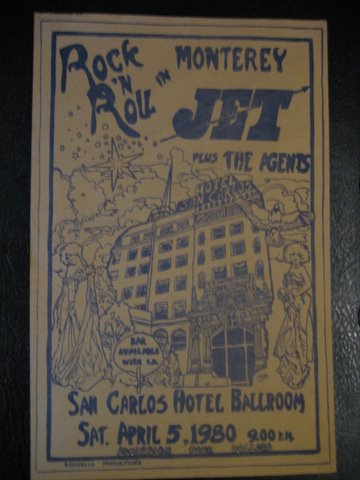 ROCK
'N
ROLL
IN MONTEREY
JET
PLUS THE AGENTS
HOTEL
SAN CARLOS
BAR
AVAILABLE
WITH I.D.
SAN CARLOS HOTEL BALLROOM
SAT. APRIL 5, 1980 9:00 P.M.
PRODUCTIONS